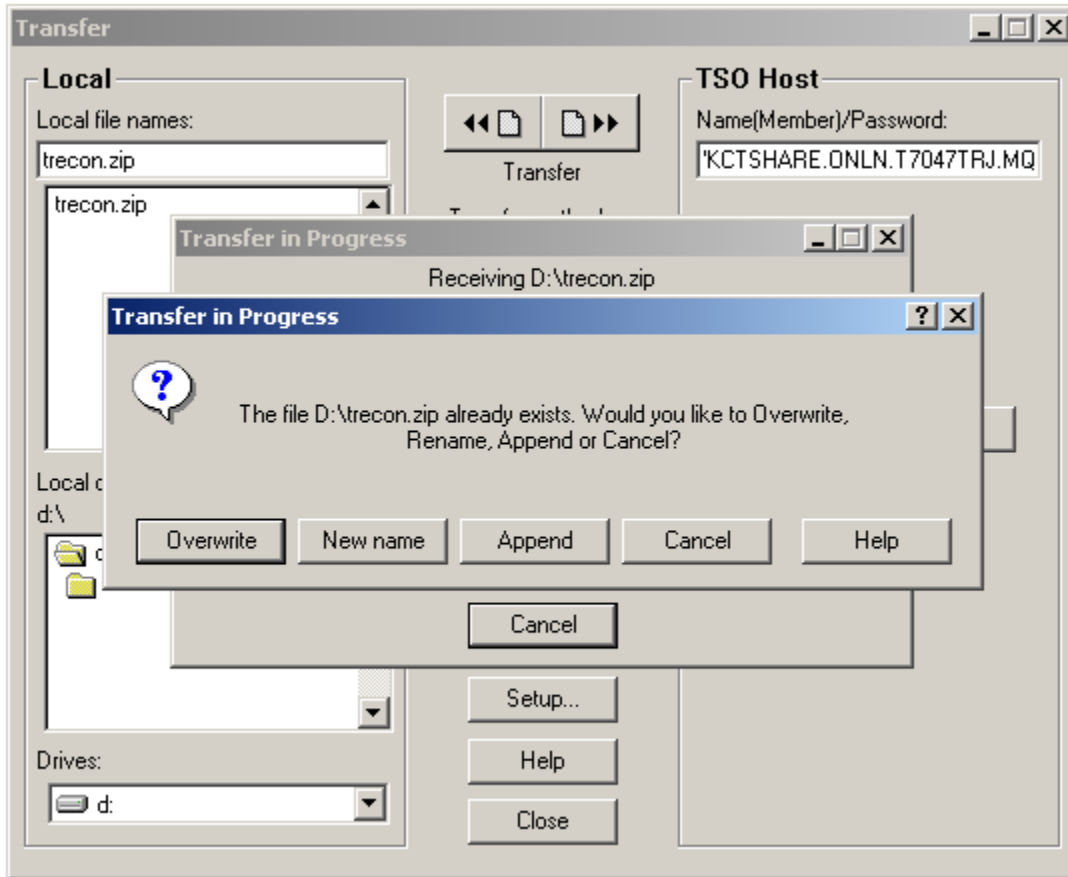 Transfer
Local
Local file names:
trecon.zip
trecon.zip
Transfer
TSO Host
Name(Member)/Password:
'KCTSHARE.ONLN.T7047TRJ.MQ
Transfer in Progress
Receiving D:\trecon.zip
Transfer in Progress
The file D:\trecon.zip already exists. Would you like to Overwrite,
Rename, Append or Cancel?
Overwrite
New name
Append
Cancel
Help
Local
d:\
Cancel
Setup...
Help
Close
Drives:
d: